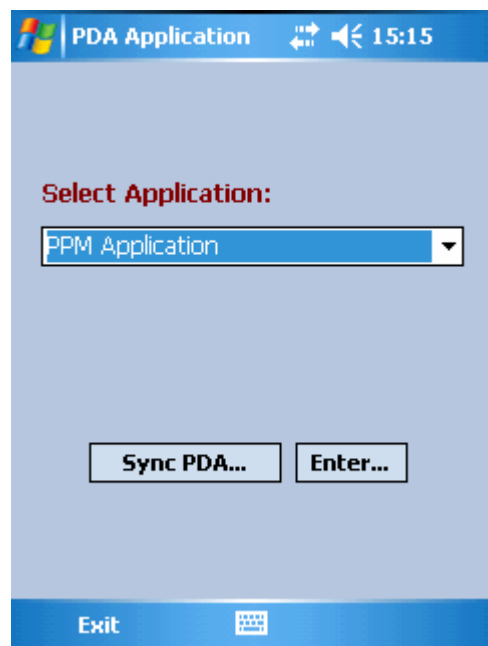 PDA Application 15:15
Select Application:
PPM Application
Sync PDA... Enter...
Exit